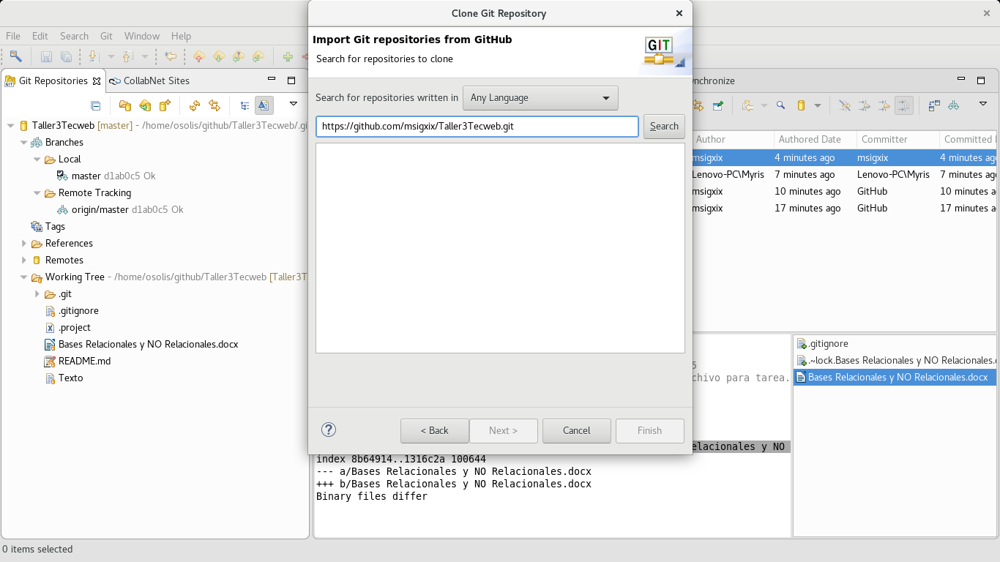 Clone Git Repository
File Edit Search Git Window Help
Import Git repositories from GitHub
Search for repositories to clone
GIT
Search for repositories written in Any Language
https://github.com/msigxix/Taller3Tecweb.git Search
< Back Next > Cancel Finish
Git Repositories CollabNet Sites
Taller3Tecweb [master] - /home/osolis/github/Taller3Tecweb/.gi
Branches
Local
master d1ab0c5 Ok
Remote Tracking
origin/master d1ab0c5 Ok
Tags
References
Remotes
Working Tree - /home/osolis/github/Taller3Tecweb [Taller3T
.git
.gitignore
.project
Bases Relacionales y NO Relacionales.docx
README.md
Texto
nchronize
Author Authored Date Committer Committed
msigxix 4 minutes ago msigxix 4 minutes ag
Lenovo-PC\Myris 7 minutes ago Lenovo-PC\Myris 7 minutes ag
msigxix 10 minutes ago GitHub 10 minutes a
msigxix 17 minutes ago GitHub 17 minutes a
5
chivo para tarea.
elacionales y NO
index 8b64914..1316c2a 100644
--- a/Bases Relacionales y NO Relacionales.docx
+++ b/Bases Relacionales y NO Relacionales.docx
Binary files differ
.gitignore
.~lock.Bases Relacionales y NO Relacionales.
Bases Relacionales y NO Relacionales.docx
0 items selected